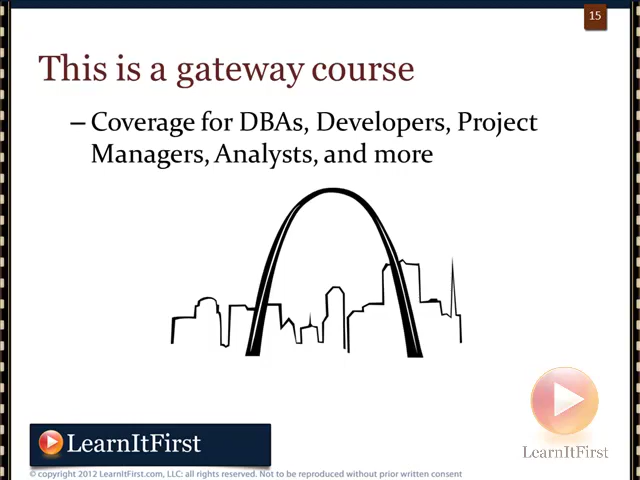 15
This is a gateway course
– Coverage for DBAs, Developers, Project
Managers, Analysts, and more
LearnItFirst
LearnItFirst
© copyright 2012 LearnItFirst.com, LLC: all rights reserved. Not to be reproduced without prior written consent